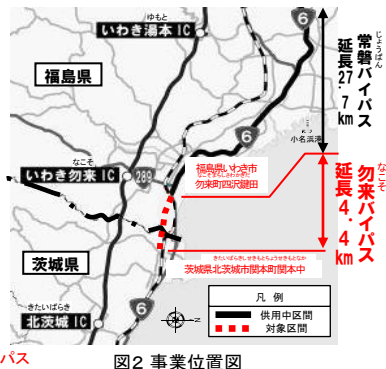 ゆもと
いわき湯本IC
6
福島県
じょうばん
常磐バイパス
延長27.7km
6
小名浜港
なこそ
いわき勿来IC
289
福島県いわき市
勿来町四沢鍵田
なこそ
勿来バイパス
延長4.4km
茨城県
茨城県北茨城市関本町関本中
きたいばらき
北茨城IC
6
凡 例
供用中区間
対象区間
パス
図2 事業位置図